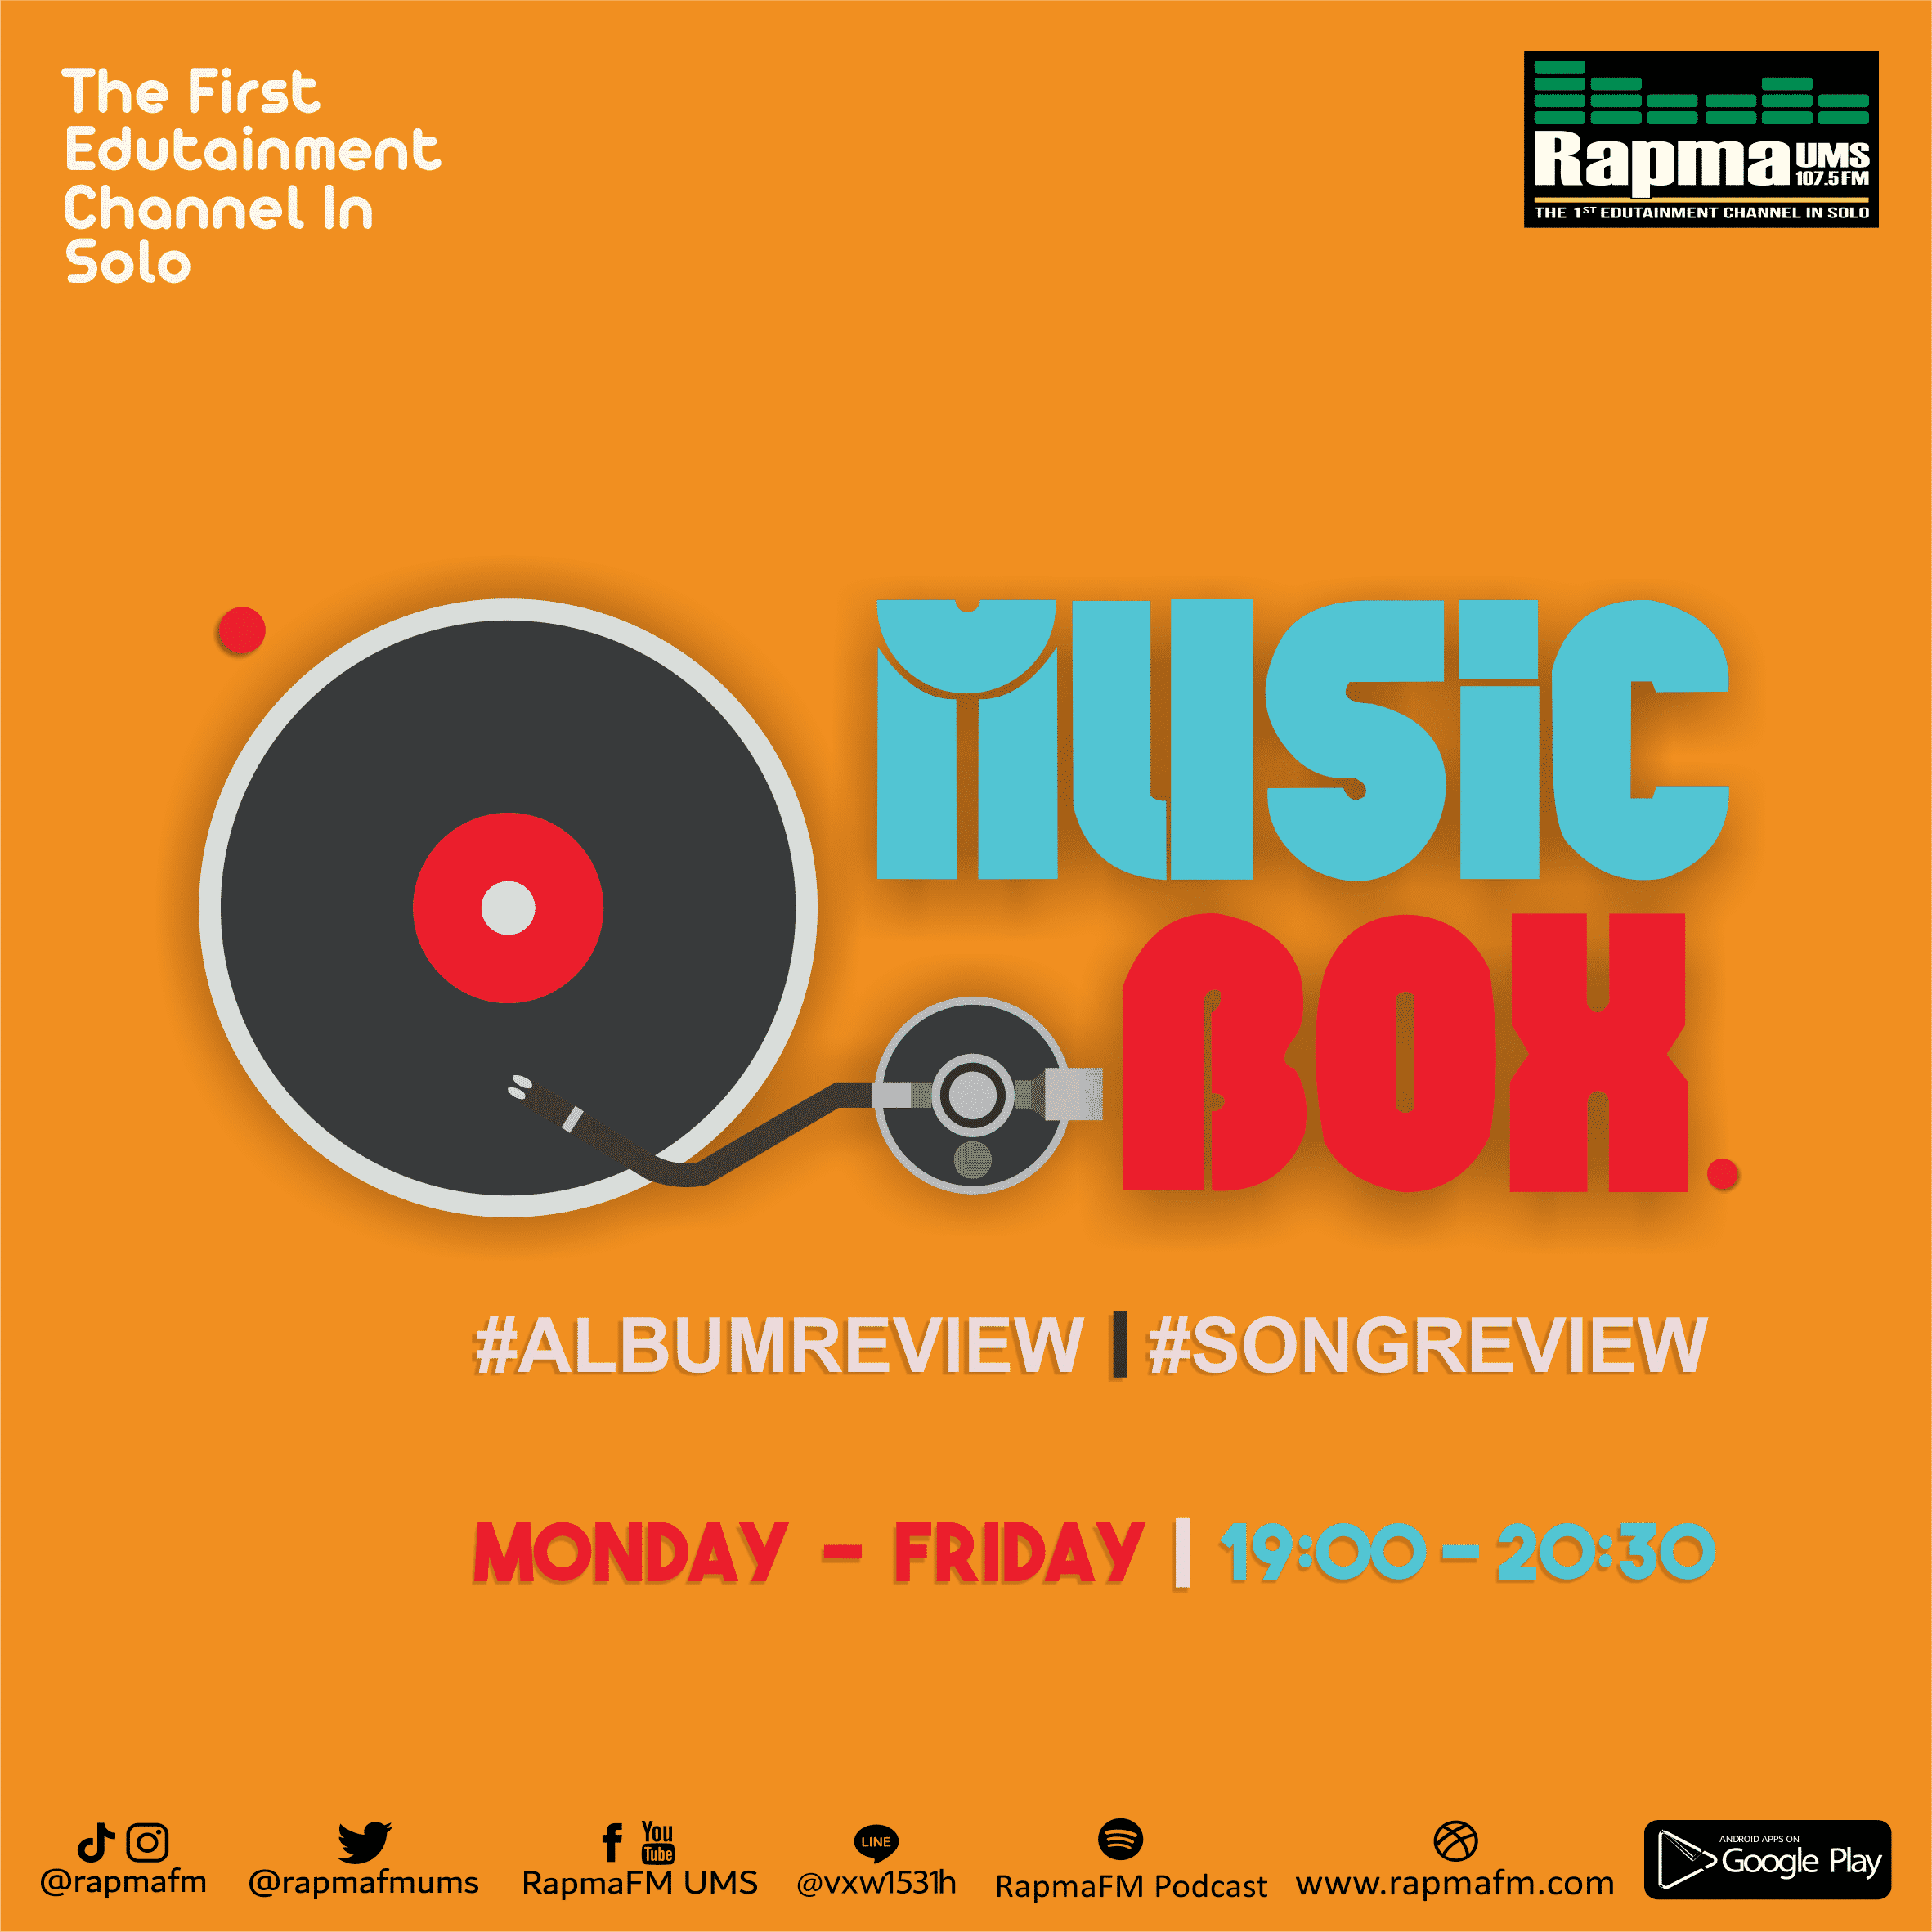 The First
Edutainment
Channel In
Solo
Rapma UMS
107.5 FM
THE 1ST EDUTAINMENT CHANNEL IN SOLO
MUSiC
BOX.
#ALBUMREVIEW | #SONGREVIEW
MONDAY - FRIDAY | 19:00 - 20:30
You
Tube
LINE
@rapmafm
@rapmafmums
RapmaFM UMS
@vxw1531h
RapmaFM Podcast
www.rapmafm.com
ANDROID APPS ON
Google Play